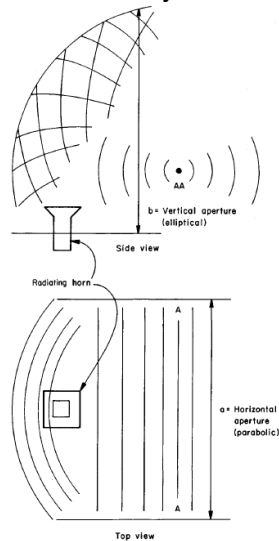 AA
b = Vertical aperture
(elliptical)
Side view
Radiating horn
A
a = Horizontal
aperture
(parabolic)
A
Top view